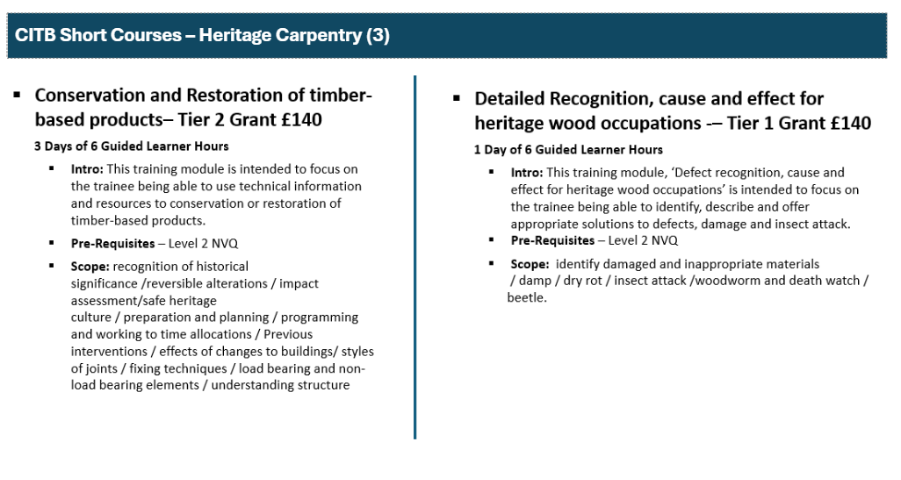 CITB Short Courses – Heritage Carpentry (3)
▪ Conservation and Restoration of timber-
based products– Tier 2 Grant £140
3 Days of 6 Guided Learner Hours
▪ Intro: This training module is intended to focus on
the trainee being able to use technical information
and resources to conservation or restoration of
timber-based products.
▪ Pre-Requisites – Level 2 NVQ
▪ Scope: recognition of historical
significance /reversible alterations / impact
assessment/safe heritage
culture / preparation and planning / programming
and working to time allocations / Previous
interventions / effects of changes to buildings/ styles
of joints / fixing techniques / load bearing and non-
load bearing elements / understanding structure
▪ Detailed Recognition, cause and effect for
heritage wood occupations -– Tier 1 Grant £140
1 Day of 6 Guided Learner Hours
▪ Intro: This training module, ‘Defect recognition, cause and
effect for heritage wood occupations’ is intended to focus on
the trainee being able to identify, describe and offer
appropriate solutions to defects, damage and insect attack.
▪ Pre-Requisites – Level 2 NVQ
▪ Scope: identify damaged and inappropriate materials
/ damp / dry rot / insect attack /woodworm and death watch /
beetle.